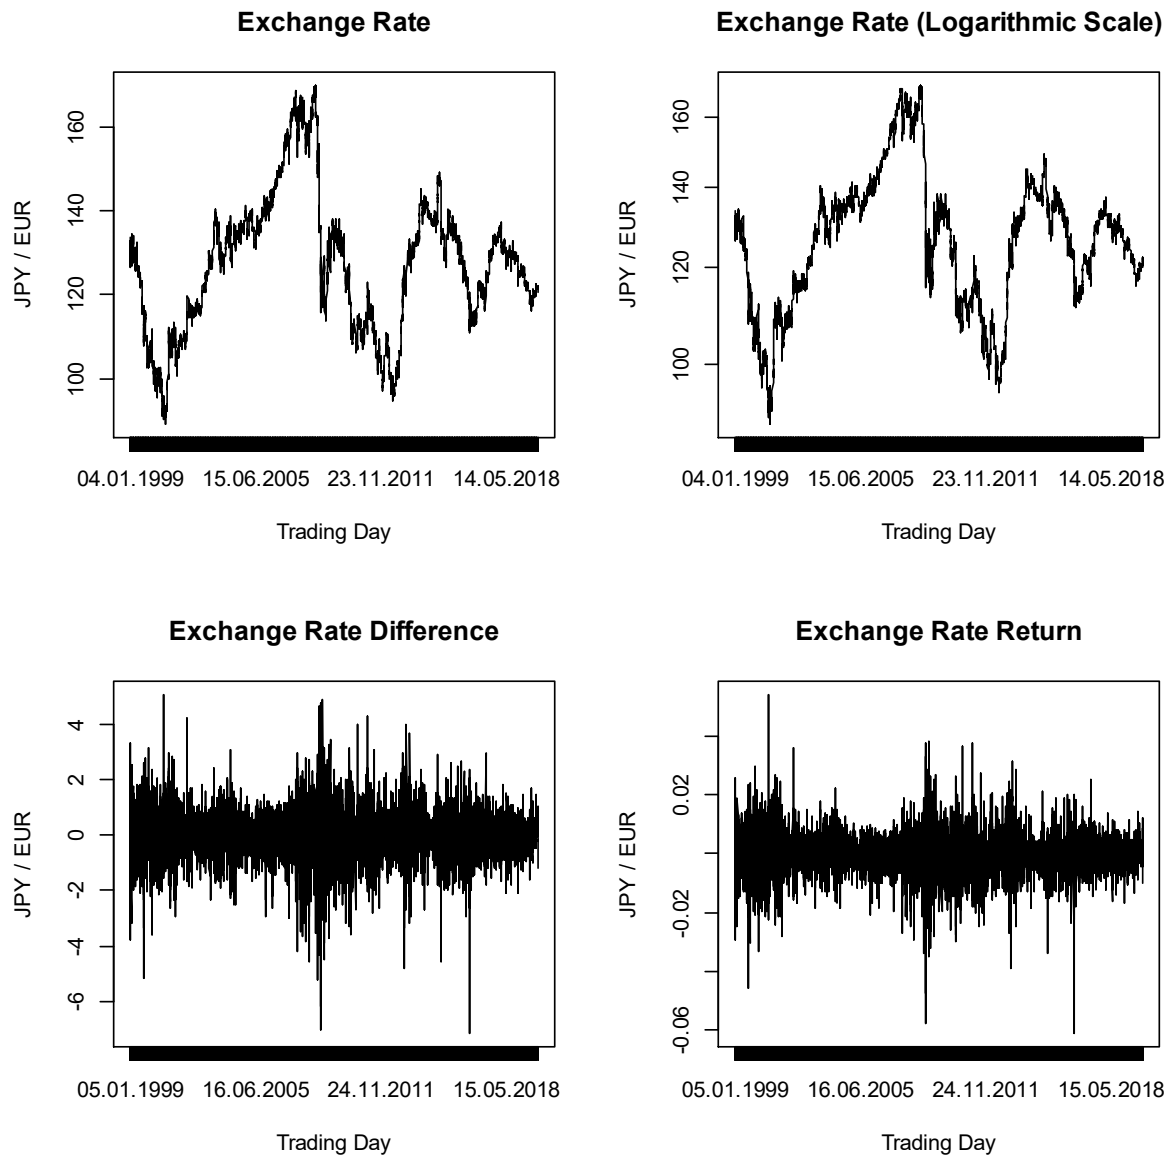 Exchange Rate
JPY / EUR
160
140
120
100
04.01.1999 15.06.2005 23.11.2011 14.05.2018
Trading Day
Exchange Rate (Logarithmic Scale)
JPY / EUR
160
140
120
100
04.01.1999 15.06.2005 23.11.2011 14.05.2018
Trading Day
Exchange Rate Difference
JPY / EUR
4
2
0
2
-4
-6
05.01.1999 16.06.2005 24.11.2011 15.05.2018
Trading Day
Exchange Rate Return
JPY / EUR
0.02
-0.02
-0.06
05.01.1999 16.06.2005 24.11.2011 15.05.2018
Trading Day